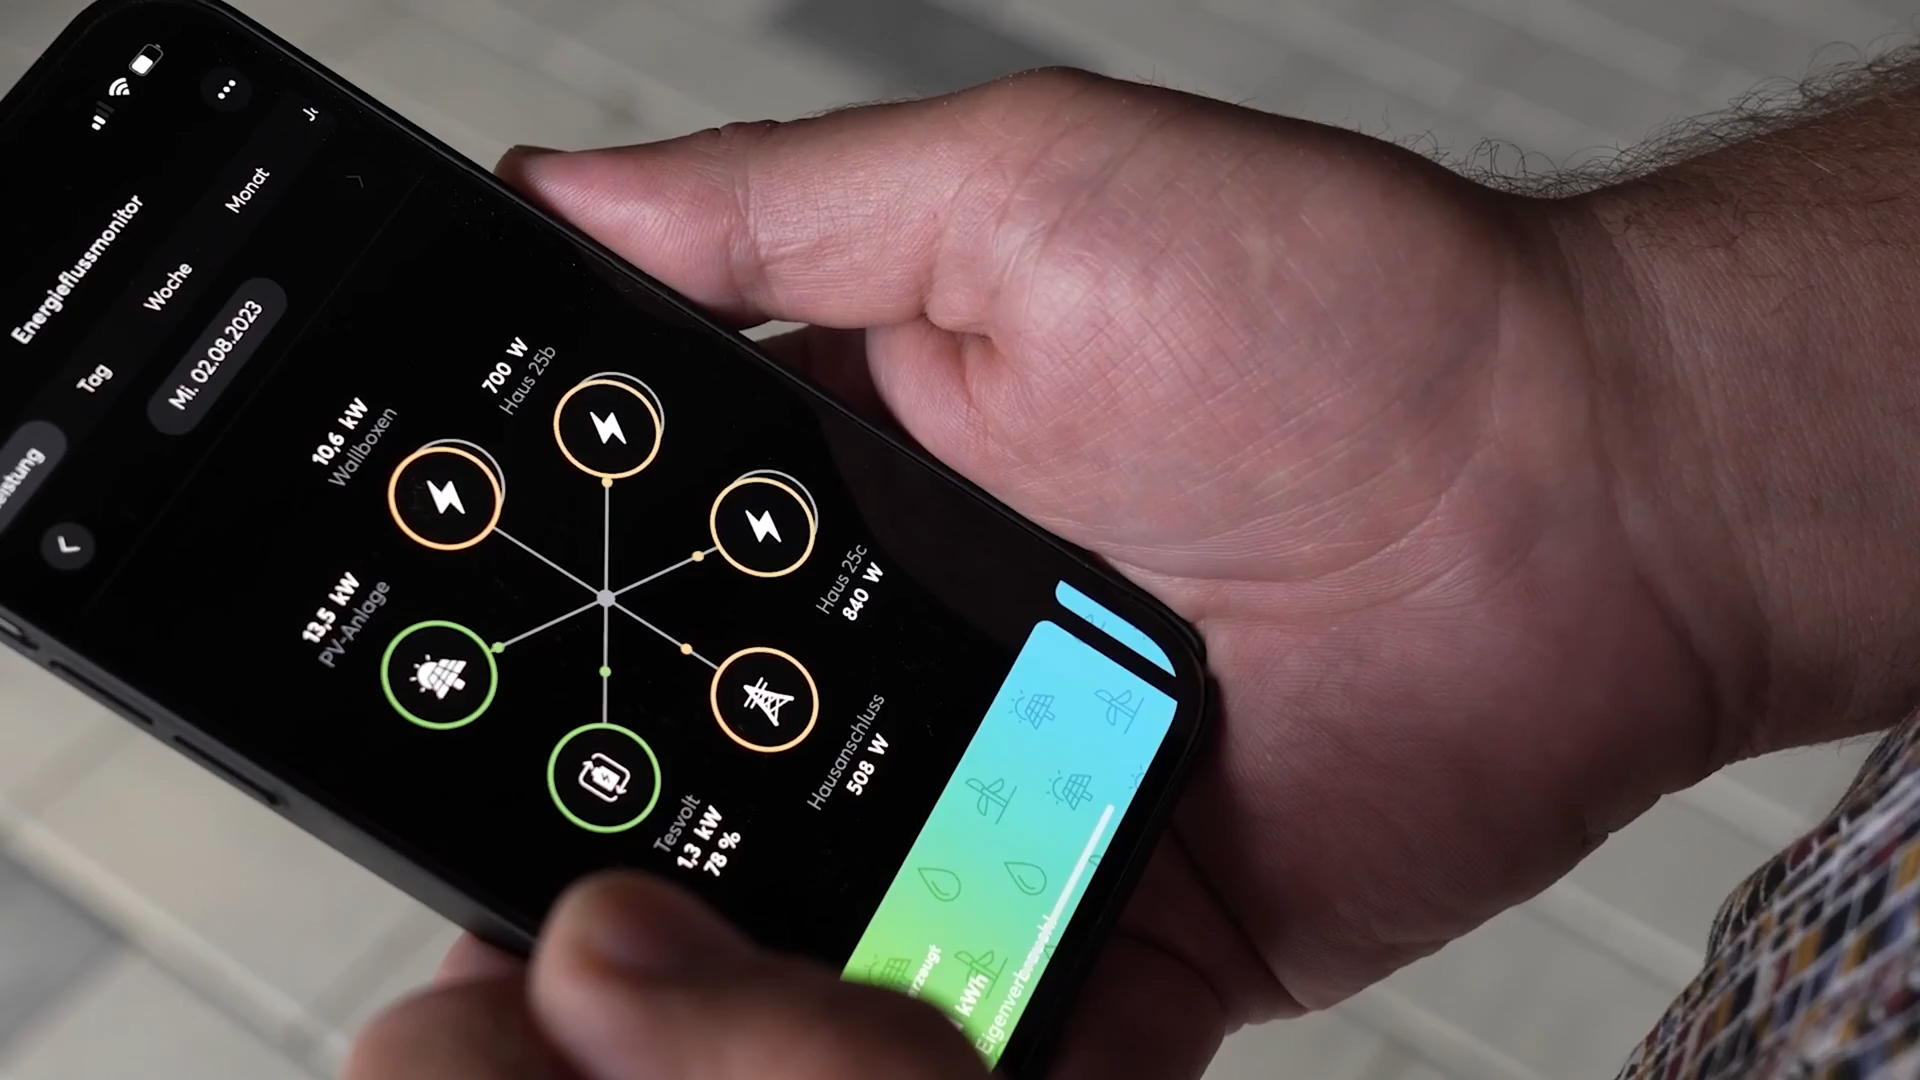 Energieflussmonitor
Tag
Woche
Monat
Mi. 02.08.2023
10,6 kW
Wallboxen
700 W
Haus 25b
Haus 25c
840 W
13,5 kW
PV-Anlage
Tesvolt
1,3 kW
78 %
Hausanschluss
508 W
kWh